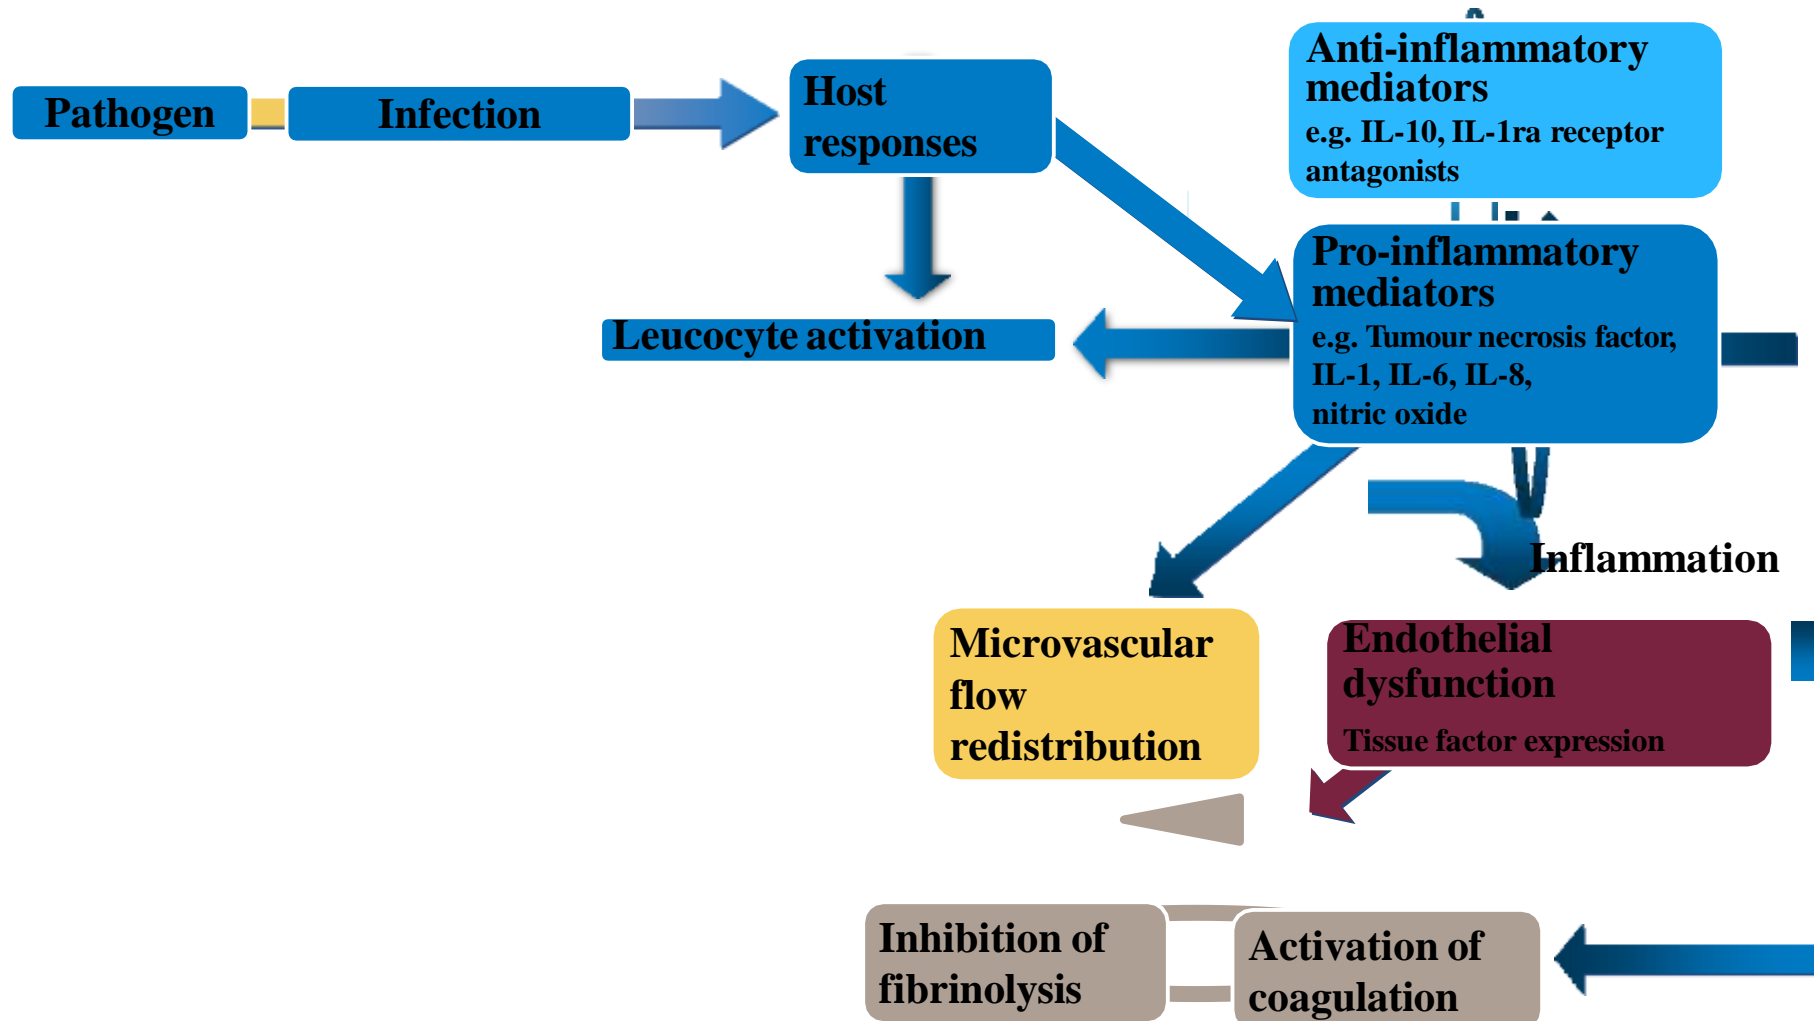 Pathogen
Infection
Host
responses
Anti-inflammatory
mediators
e.g. IL-10, IL-1ra receptor
antagonists
Pro-inflammatory
mediators
e.g. Tumour necrosis factor,
IL-1, IL-6, IL-8,
nitric oxide
Leucocyte activation
Inflammation
Microvascular
flow
redistribution
Endothelial
dysfunction
Tissue factor expression
Inhibition of
fibrinolysis
Activation of
coagulation